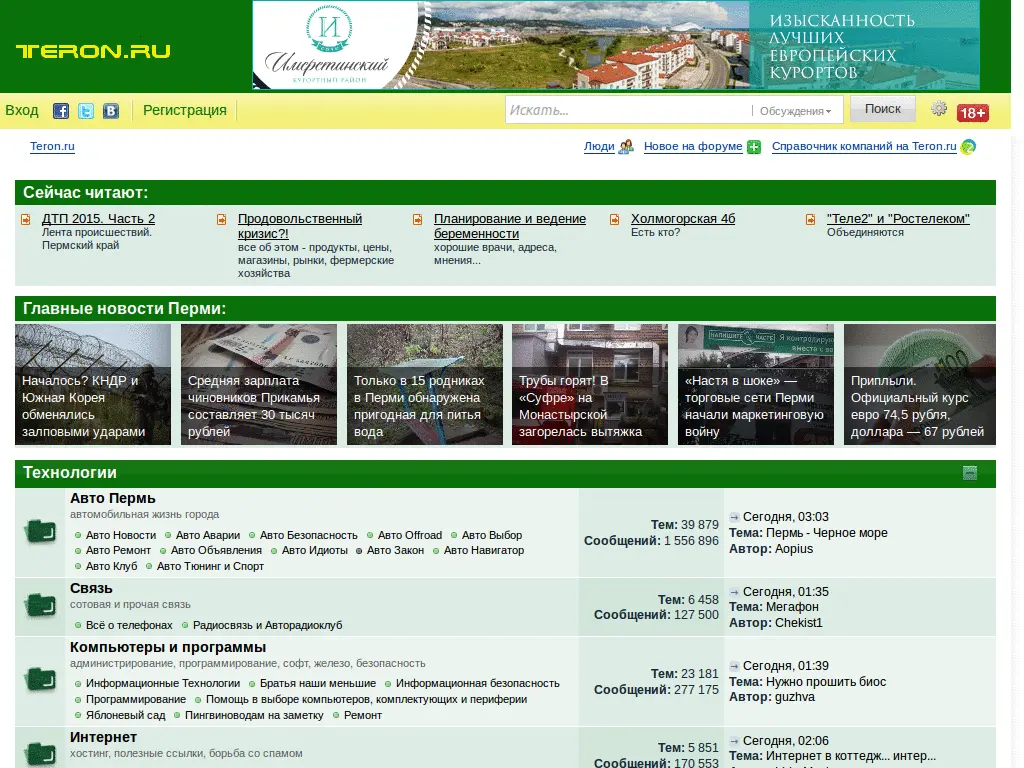 TERON.RU
И
Имеретинский
КУРОРТНЫЙ РАЙОН
ИЗЫСКАННОСТЬ
ЛУЧШИХ
ЕВРОПЕЙСКИХ
КУРОРТОВ
Вход
Регистрация
Искать...
Обсуждения
Поиск
18+
Teron.ru
Люди
Новое на форуме
Справочник компаний на Teron.ru
Сейчас читают:
ДТП 2015. Часть 2
Лента происшествий.
Пермский край
Продовольственный
кризис?!
все об этом - продукты, цены,
магазины, рынки, фермерские
хозяйства
Планирование и ведение
беременности
хорошие врачи, адреса,
мнения...
Холмогорская 4б
Есть кто?
"Теле2" и "Ростелеком"
Объединяются
Главные новости Перми:
Началось? КНДР и
Южная Корея
обменялись
залповыми ударами
Средняя зарплата
чиновников Прикамья
составляет 30 тысяч
рублей
Только в 15 родниках
в Перми обнаружена
пригодная для питья
вода
Трубы горят! В
«Суфре» на
Монастырской
загорелась вытяжка
«Настя в шоке» —
торговые сети Перми
начали маркетинговую
войну
Приплыли.
Официальный курс
евро 74,5 рубля,
доллара — 67 рублей
Технологии
Авто Пермь
автомобильная жизнь города
Авто Новости Авто Аварии Авто Безопасность Авто Offroad Авто Выбор
Авто Ремонт Авто Объявления Авто Идиоты Авто Закон Авто Навигатор
Авто Клуб Авто Тюнинг и Спорт
Тем: 39 879
Сообщений: 1 556 896
Сегодня, 03:03
Тема: Пермь - Черное море
Автор: Aopius
Связь
сотовая и прочая связь
Всё о телефонах Радиосвязь и Авторадиоклуб
Тем: 6 458
Сообщений: 127 500
Сегодня, 01:35
Тема: Мегафон
Автор: Chekist1
Компьютеры и программы
администрирование, программирование, софт, железо, безопасность
Информационные Технологии Братья наши меньшие Информационная безопасность
Программирование Помощь в выборе компьютеров, комплектующих и периферии
Яблоневый сад Пингвиноводам на заметку Ремонт
Тем: 23 181
Сообщений: 277 175
Сегодня, 01:39
Тема: Нужно прошить биос
Автор: guzhva
Интернет
хостинг, полезные ссылки, борьба со спамом
Тем: 5 851
Сообщений: 170 553
Сегодня, 02:06
Тема: Интернет в коттедж... интер...